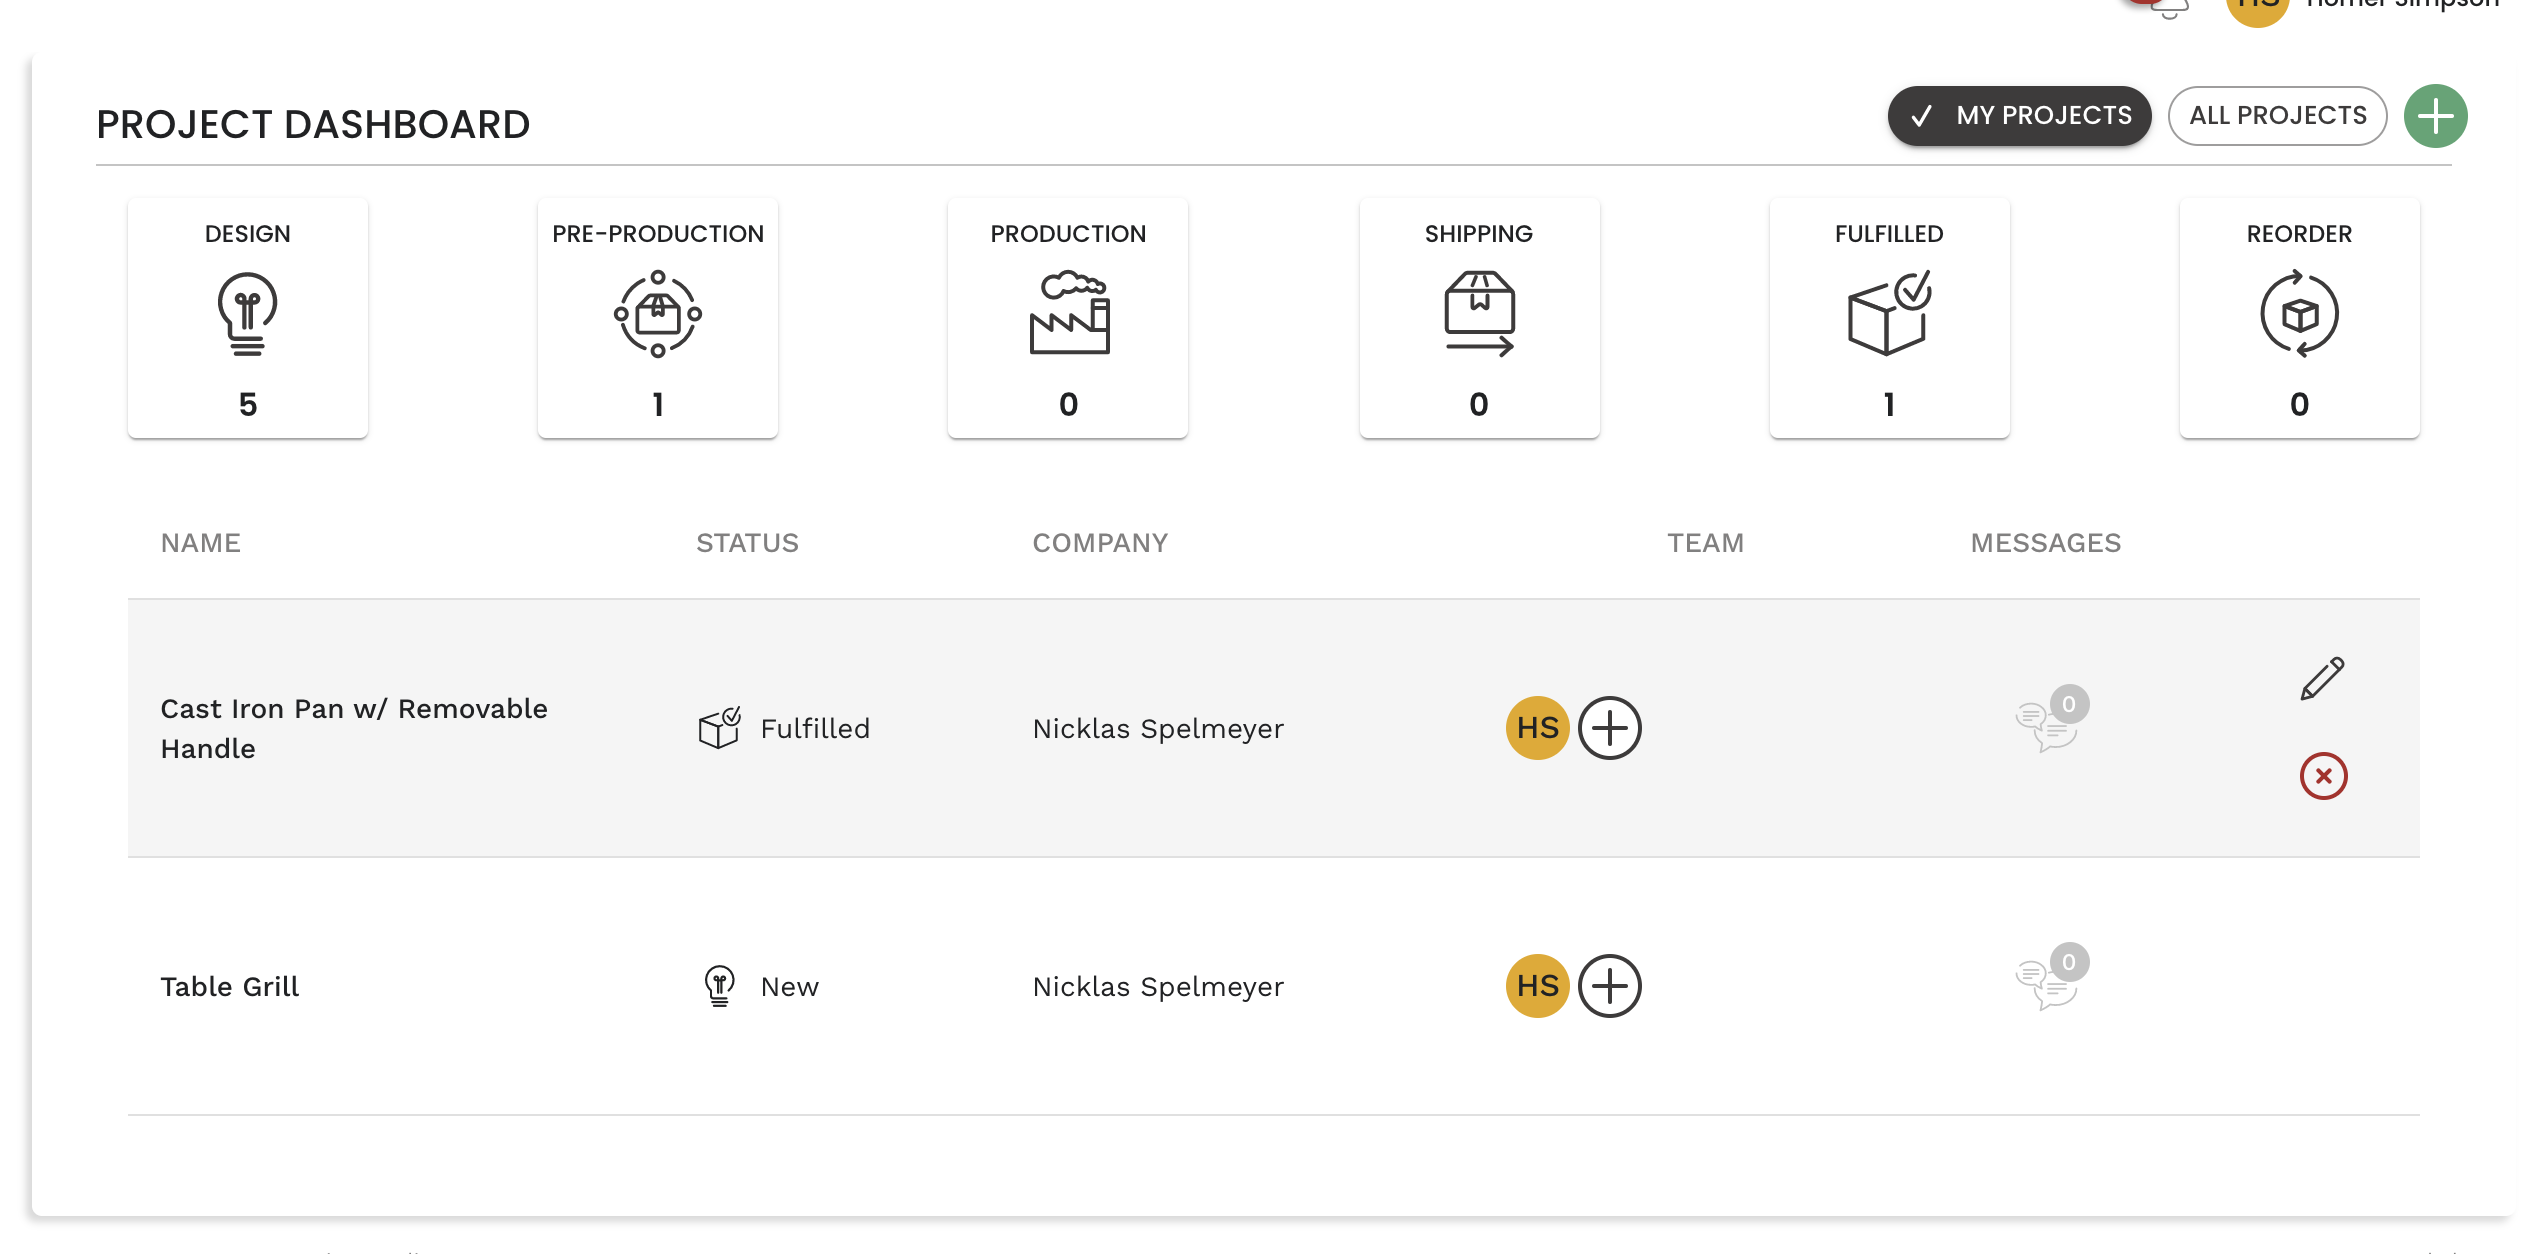 HS Homer Simpson
PROJECT DASHBOARD
MY PROJECTS
ALL PROJECTS
DESIGN
5
PRE-PRODUCTION
1
PRODUCTION
0
SHIPPING
0
FULFILLED
1
REORDER
0
NAME STATUS COMPANY TEAM MESSAGES
Cast Iron Pan w/ Removable
Handle
Fulfilled
Nicklas Spelmeyer
HS
0
Table Grill
New
Nicklas Spelmeyer
HS
0